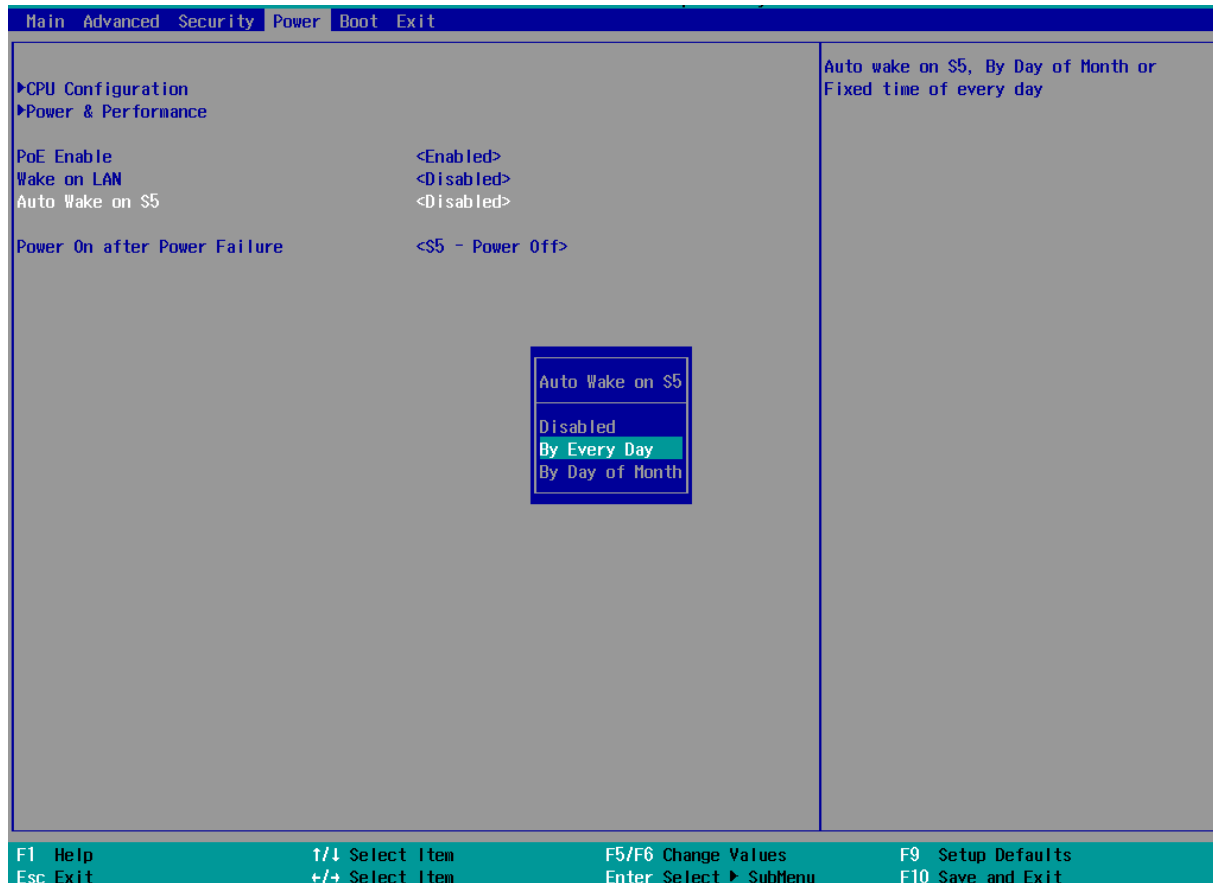 Main Advanced Security Power Boot Exit
▶CPU Configuration
▶Power & Performance
PoE Enable <Enabled>
Wake on LAN <Disabled>
Auto Wake on S5 <Disabled>
Power On after Power Failure <S5 - Power Off>
Auto wake on S5, By Day of Month or
Fixed time of every day
Auto Wake on S5
Disabled
By Every Day
By Day of Month
F1 Help ↑/↓ Select Item F5/F6 Change Values F9 Setup Defaults
Esc Exit ←/→ Select Item Enter Select ▶ SubMenu F10 Save and Exit